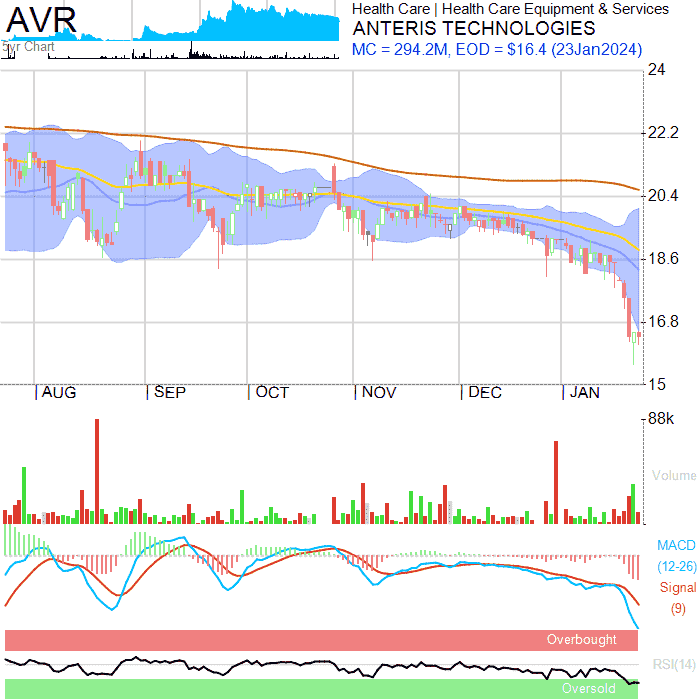 AVR
Health Care | Health Care Equipment & Services
ANTERIS TECHNOLOGIES
MC = 294.2M, EOD = $16.4 (23Jan2024)
5yr Chart
24
22.2
20.4
18.6
16.8
15
| AUG | SEP | OCT | NOV | DEC | JAN
88k
Volume
MACD
(12-26)
Signal
(9)
Overbought
RSI(14)
Oversold